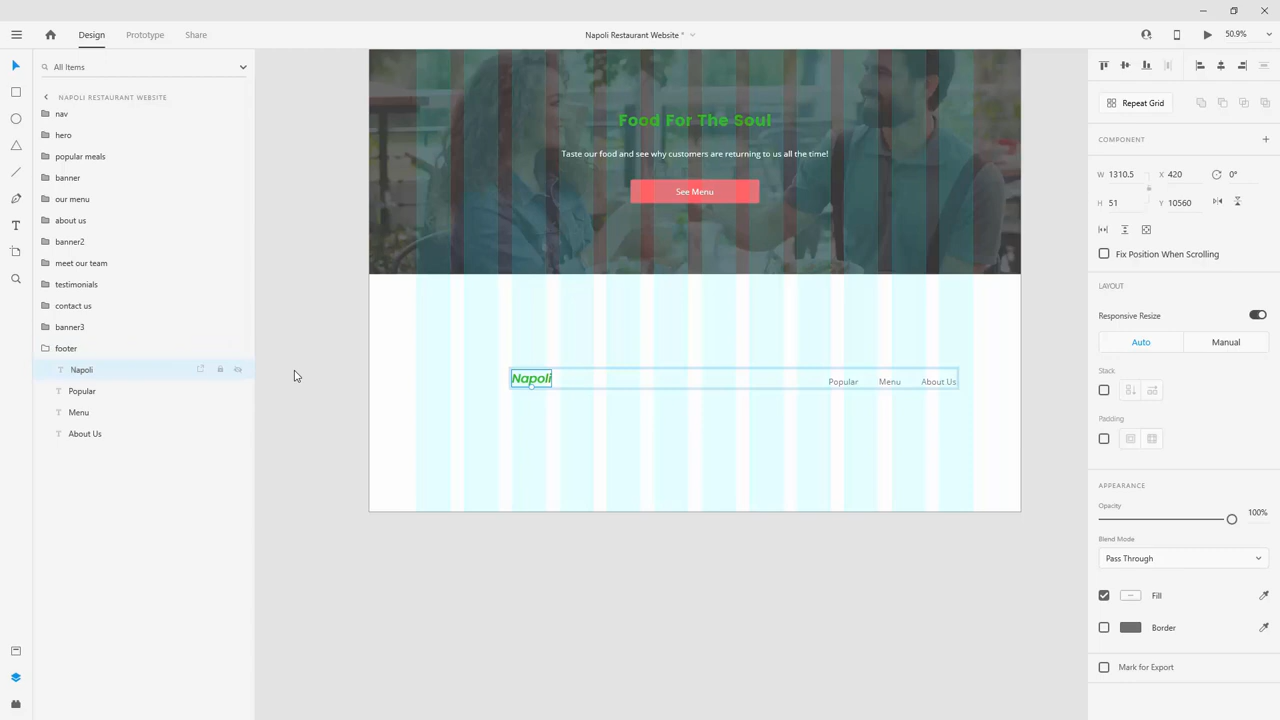 Design
Prototype
Share
Napoli Restaurant Website *
50.9%
All Items
NAPOLI RESTAURANT WEBSITE
nav
hero
popular meals
banner
our menu
about us
banner2
meet our team
testimonials
contact us
banner3
footer
T Napoli
T Popular
T Menu
T About Us
Food For The Soul
Taste our food and see why customers are returning to us all the time!
See Menu
Napoli
Popular Menu About Us
Repeat Grid
COMPONENT
W 1310.5 X 420 0°
H 51 Y 10560
Fix Position When Scrolling
LAYOUT
Responsive Resize
Auto Manual
Stack
Padding
APPEARANCE
Opacity
100%
Blend Mode
Pass Through
Fill
Border
Mark for Export